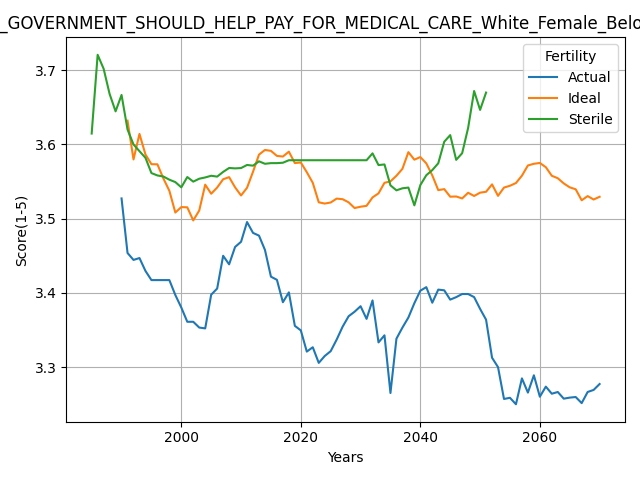 _GOVERNMENT_SHOULD_HELP_PAY_FOR_MEDICAL_CARE_White_Female_Belo
Fertility
Actual
Ideal
Sterile
Score(1-5)
3.7
3.6
3.5
3.4
3.3
2000 2020 2040 2060
Years